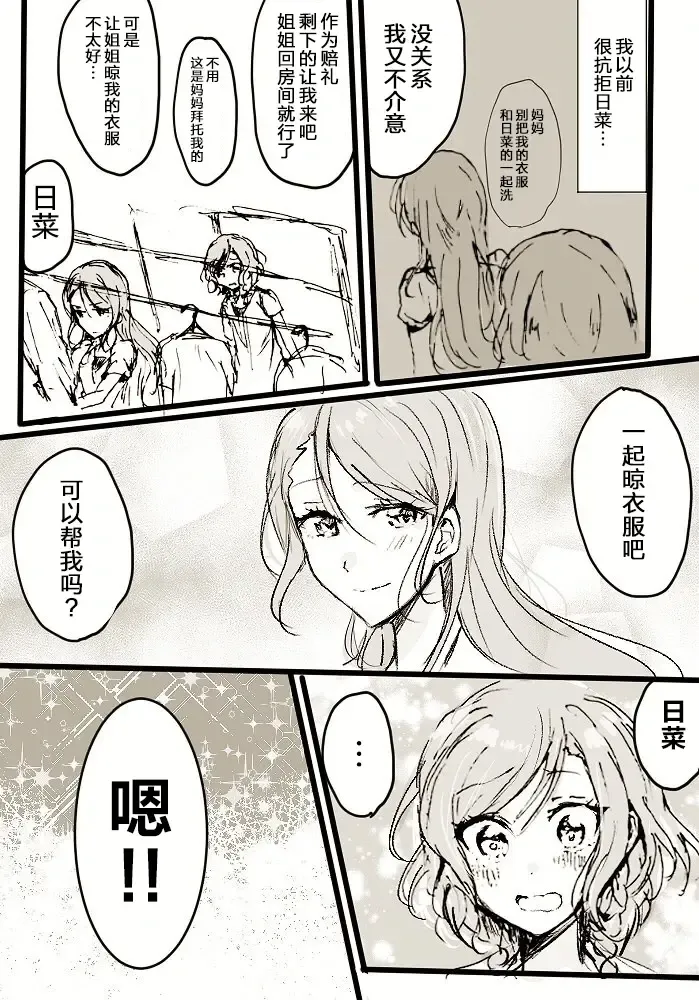 我以前
很抗拒日菜…
妈妈
别把我的衣服
和日菜的一起洗
没关系
我又不介意
作为赔礼
剩下的让我来吧
姐姐回房间就行了
不用
这是妈妈拜托我的
可是
让姐姐晾我的衣服
不太好…
日菜
一起晾衣服吧
可以帮我吗？
日菜
…
嗯!!